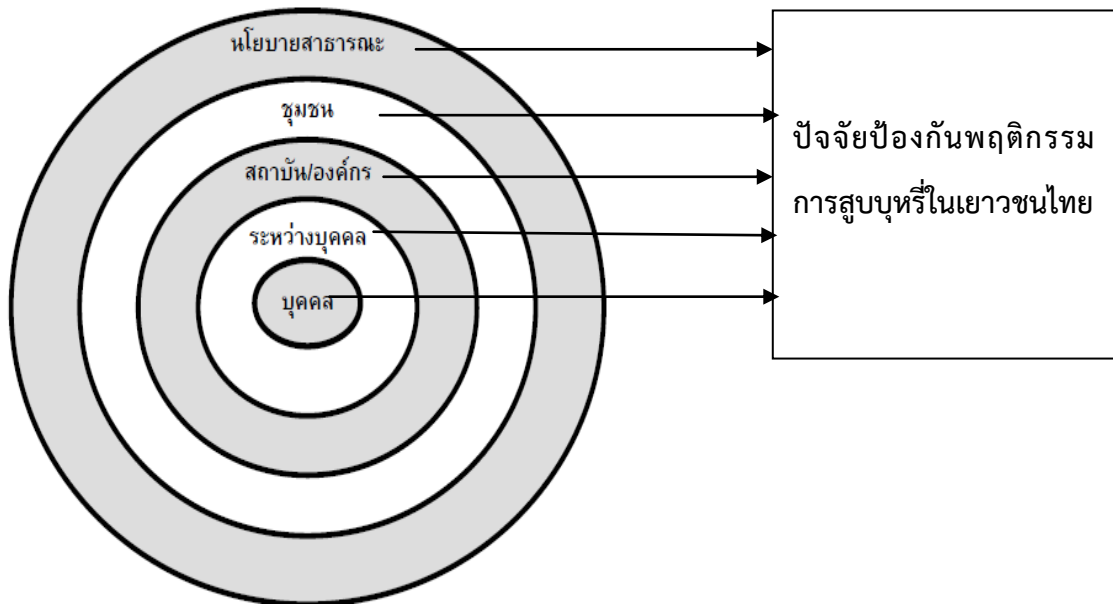 นโยบายสาธารณะ
ชุมชน
สถาบัน/องค์กร
ระหว่างบุคคล
บุคคล
ปัจจัยป้องกันพฤติกรรม
การสูบบุหรี่ในเยาวชนไทย